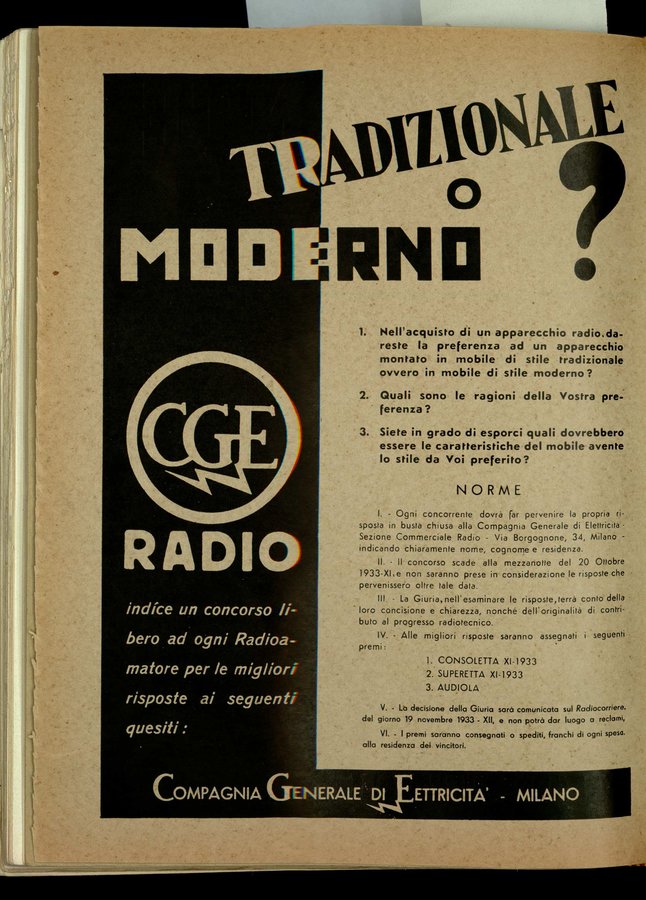 TRADIZIONALE
O
MODERNO ?
CGE
RADIO
indíce un concorso li-
bero ad ogni Radioa-
matore per le migliori
risposte ai seguenti
quesiti :
1. Nell'acquisto di un apparecchio radio, da-
reste la preferenza ad un apparecchio
montato in mobile di stile tradizionale
ovvero in mobile di stile moderno ?
2. Quali sono le ragioni della Vostra pre-
ferenza ?
3. Siete in grado di esporci quali dovrebbero
essere le caratteristiche del mobile avente
lo stile da Voi preferito ?
NORME
I. - Ogni concorrente dovrà far pervenire la propria ri-
sposta in busta chiusa alla Compagnia Generale di Elettricità -
Sezione Commerciale Radio - Via Borgognone, 34, Milano -
indicando chiaramente nome, cognome e residenza.
II. - Il concorso scade alla mezzanotte del 20 Ottobre
1933-XI, e non saranno prese in considerazione le risposte che
pervenissero oltre tale data.
III. - La Giuria, nell'esaminare le risposte, terrà conto della
loro concisione e chiarezza, nonché dell'originalità di contri-
buto al progresso radiotecnico.
IV. - Alle migliori risposte saranno assegnati i seguenti
premi :
1. CONSOLETTA XI-1933
2. SUPERETTA XI-1933
3. AUDIOLA
V. - La decisione della Giuria sarà comunicata sul Radiocorriere,
del giorno 19 novembre 1933 - XII, e non potrà dar luogo a reclami,
VI. - I premi saranno consegnati o spediti, franchi di ogni spesa,
alla residenza dei vincitori.
COMPAGNIA GENERALE DI ELETTRICITA' - MILANO